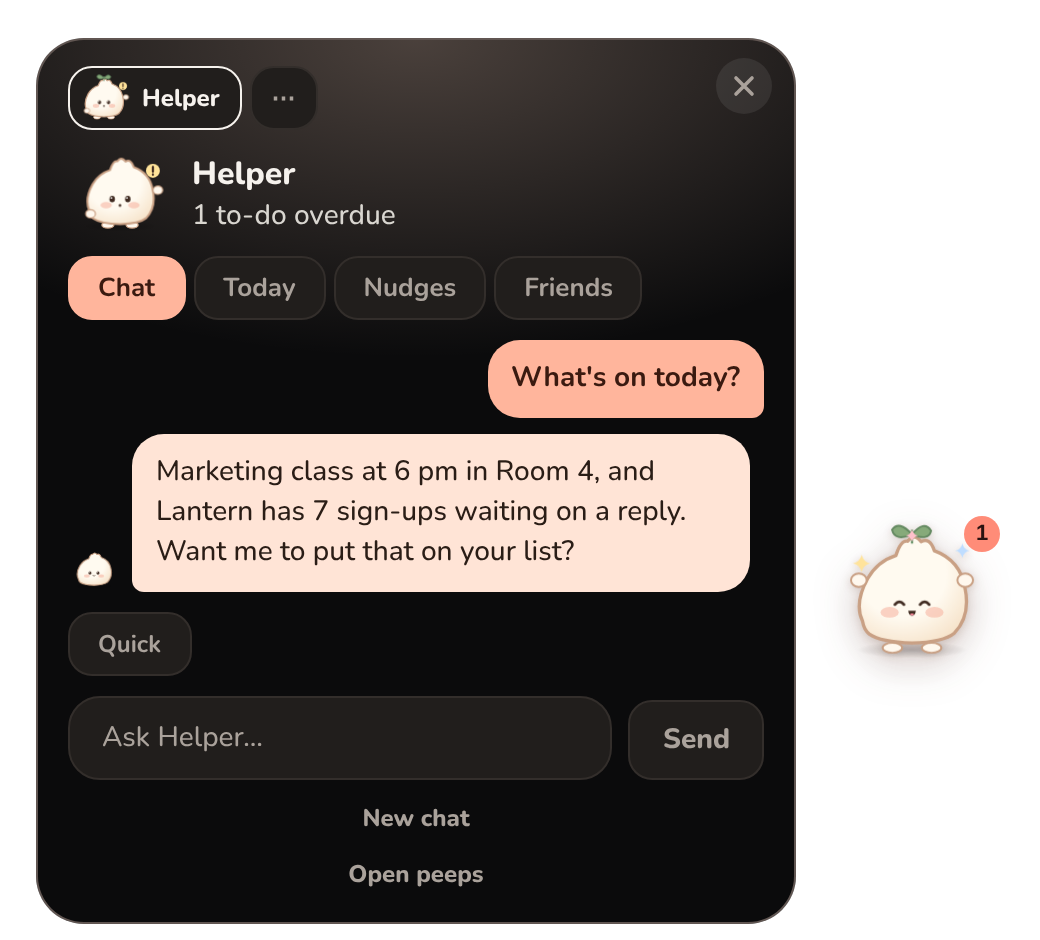 Helper
...
Helper
1 to-do overdue
Chat
Today
Nudges
Friends
What's on today?
Marketing class at 6 pm in Room 4, and
Lantern has 7 sign-ups waiting on a reply.
Want me to put that on your list?
1
Quick
Ask Helper...
Send
New chat
Open peeps